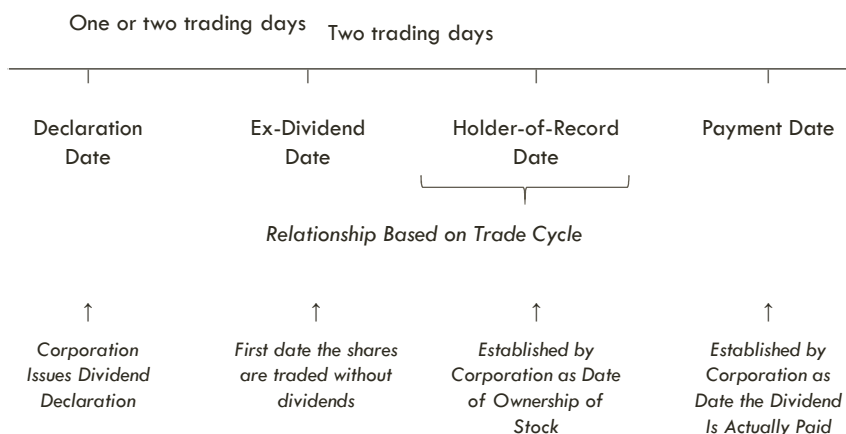 One or two trading days
Two trading days
Declaration
Date
Ex-Dividend
Date
Holder-of-Record
Date
Payment Date
Relationship Based on Trade Cycle
↑
↑
↑
↑
Corporation
Issues Dividend
Declaration
First date the shares
are traded without
dividends
Established by
Corporation as Date
of Ownership of
Stock
Established by
Corporation as
Date the Dividend
Is Actually Paid